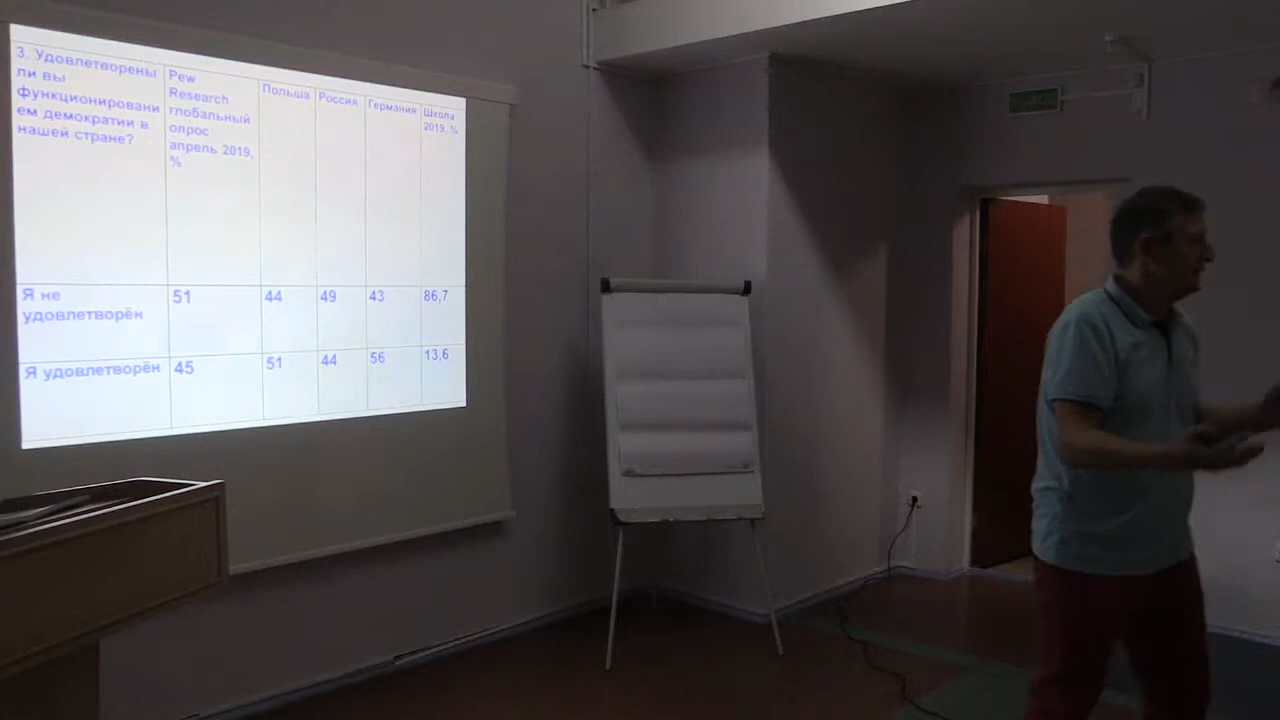 3. Удовлетворены
ли вы
функционировани
ем демократии в
нашей стране?
Pew
Research
глобальный
опрос
апрель 2019,
%
Польша
Россия
Германия
Школа
2019, %
Я не
удовлетворён
51
44
49
43
86,7
Я удовлетворён
45
51
44
56
13,6